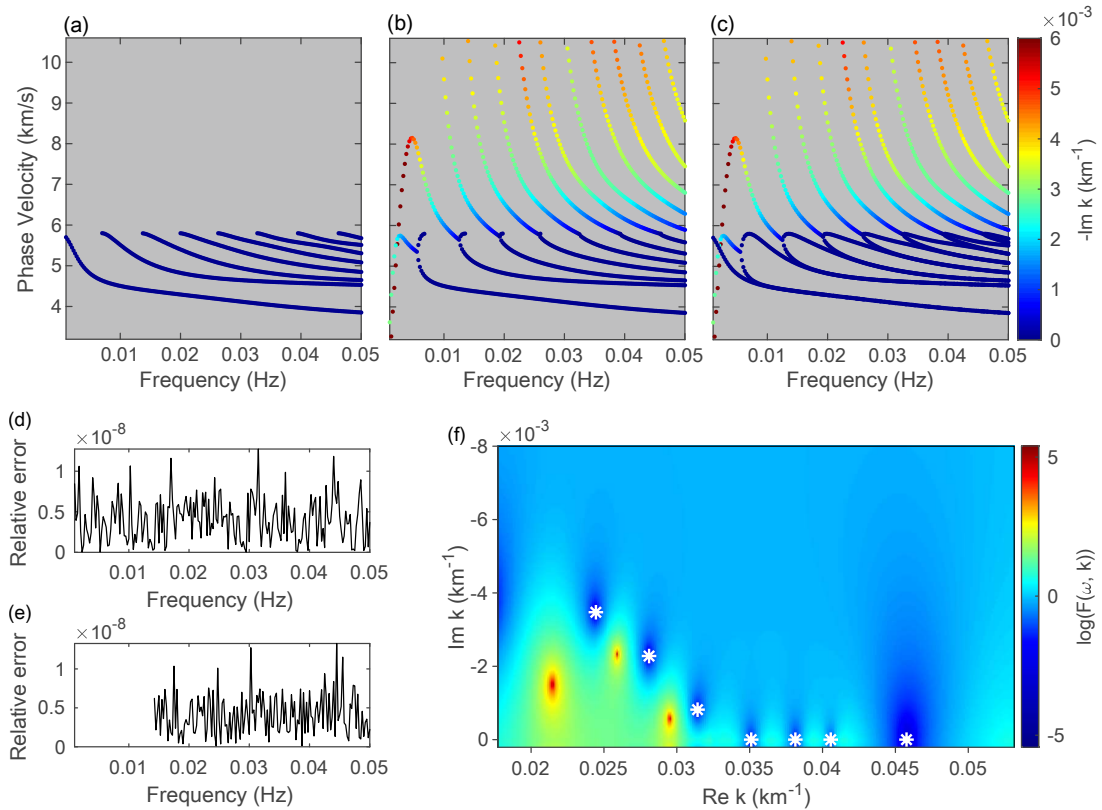 (a)
(b)
(c)
× 10⁻³
10
9
8
7
6
5
4
Phase Velocity (km/s)
0.01 0.02 0.03 0.04 0.05
Frequency (Hz)
0.01 0.02 0.03 0.04 0.05
Frequency (Hz)
0.01 0.02 0.03 0.04 0.05
Frequency (Hz)
6
5
4
3
2
1
0
-Im k (km⁻¹)
(d)
× 10⁻⁸
1
0.5
0
Relative error
0.01 0.02 0.03 0.04 0.05
Frequency (Hz)
(e)
× 10⁻⁸
1
0.5
0
Relative error
0.01 0.02 0.03 0.04 0.05
Frequency (Hz)
(f)
× 10⁻³
-8
-6
-4
-2
0
Im k (km⁻¹)
0.02 0.025 0.03 0.035 0.04 0.045 0.05
Re k (km⁻¹)
5
0
-5
log(F(ω, k))